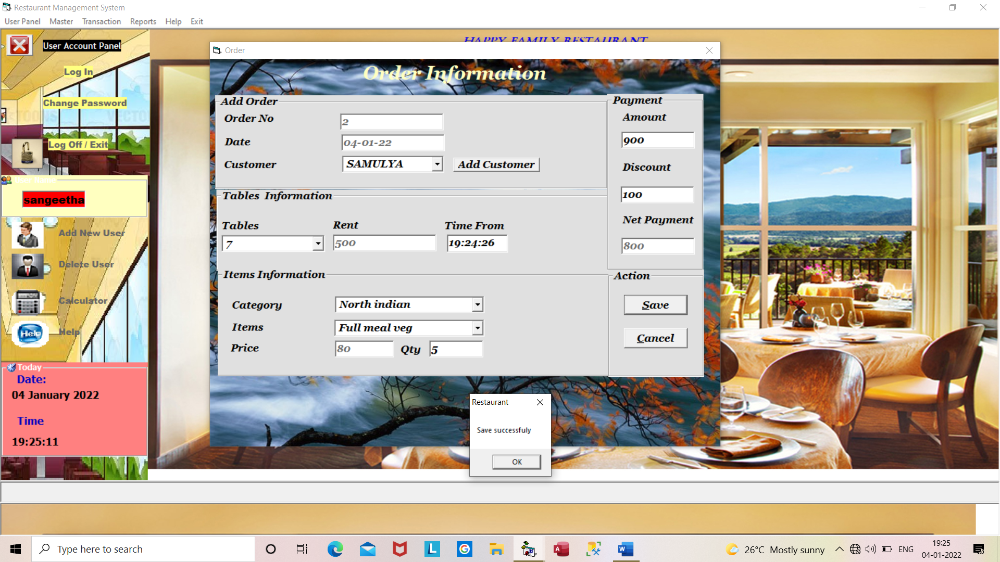 Restaurant Management System
User Panel Master Transaction Reports Help Exit
User Account Panel
Log In
Change Password
Log Off / Exit
User Name
sangeetha
Add New User
Delete User
Calculator
Help
Help
Today
Date:
04 January 2022
Time
19:25:11
HAPPY FAMILY RESTAURANT
Order
Order Information
Add Order
Order No 2
Date 04-01-22
Customer SAMULYA Add Customer
Tables Information
Tables Rent Time From
7 500 19:24:26
Items Information
Category North indian
Items Full meal veg
Price 80 Qty 5
Payment
Amount
900
Discount
100
Net Payment
800
Action
Save
Cancel
Restaurant
Save successfuly
OK
Type here to search
L
G
A
W
26°C Mostly sunny
ENG
19:25
04-01-2022